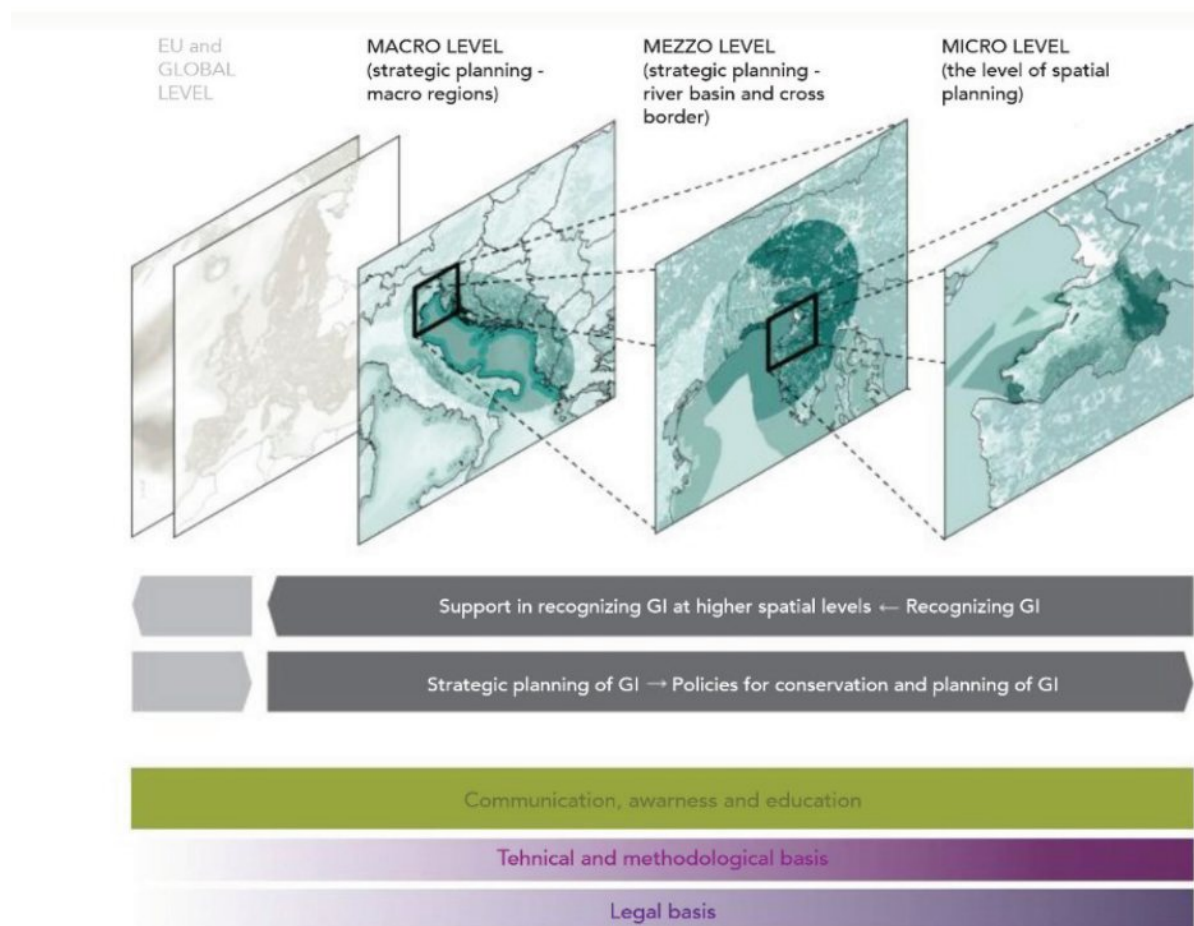 EU and
GLOBAL
LEVEL
MACRO LEVEL
(strategic planning -
macro regions)
MEZZO LEVEL
(strategic planning -
river basin and cross
border)
MICRO LEVEL
(the level of spatial
planning)
Support in recognizing GI at higher spatial levels ← Recognizing GI
Strategic planning of GI → Policies for conservation and planning of GI
Communication, awarness and education
Tehnical and methodological basis
Legal basis